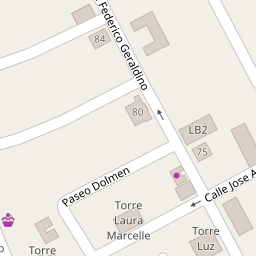 Federico Geraldino
84
80
LB2
75
Paseo Dolmen
Calle Jose A
Torre
Laura
Marcelle
Torre
Luz
Torre